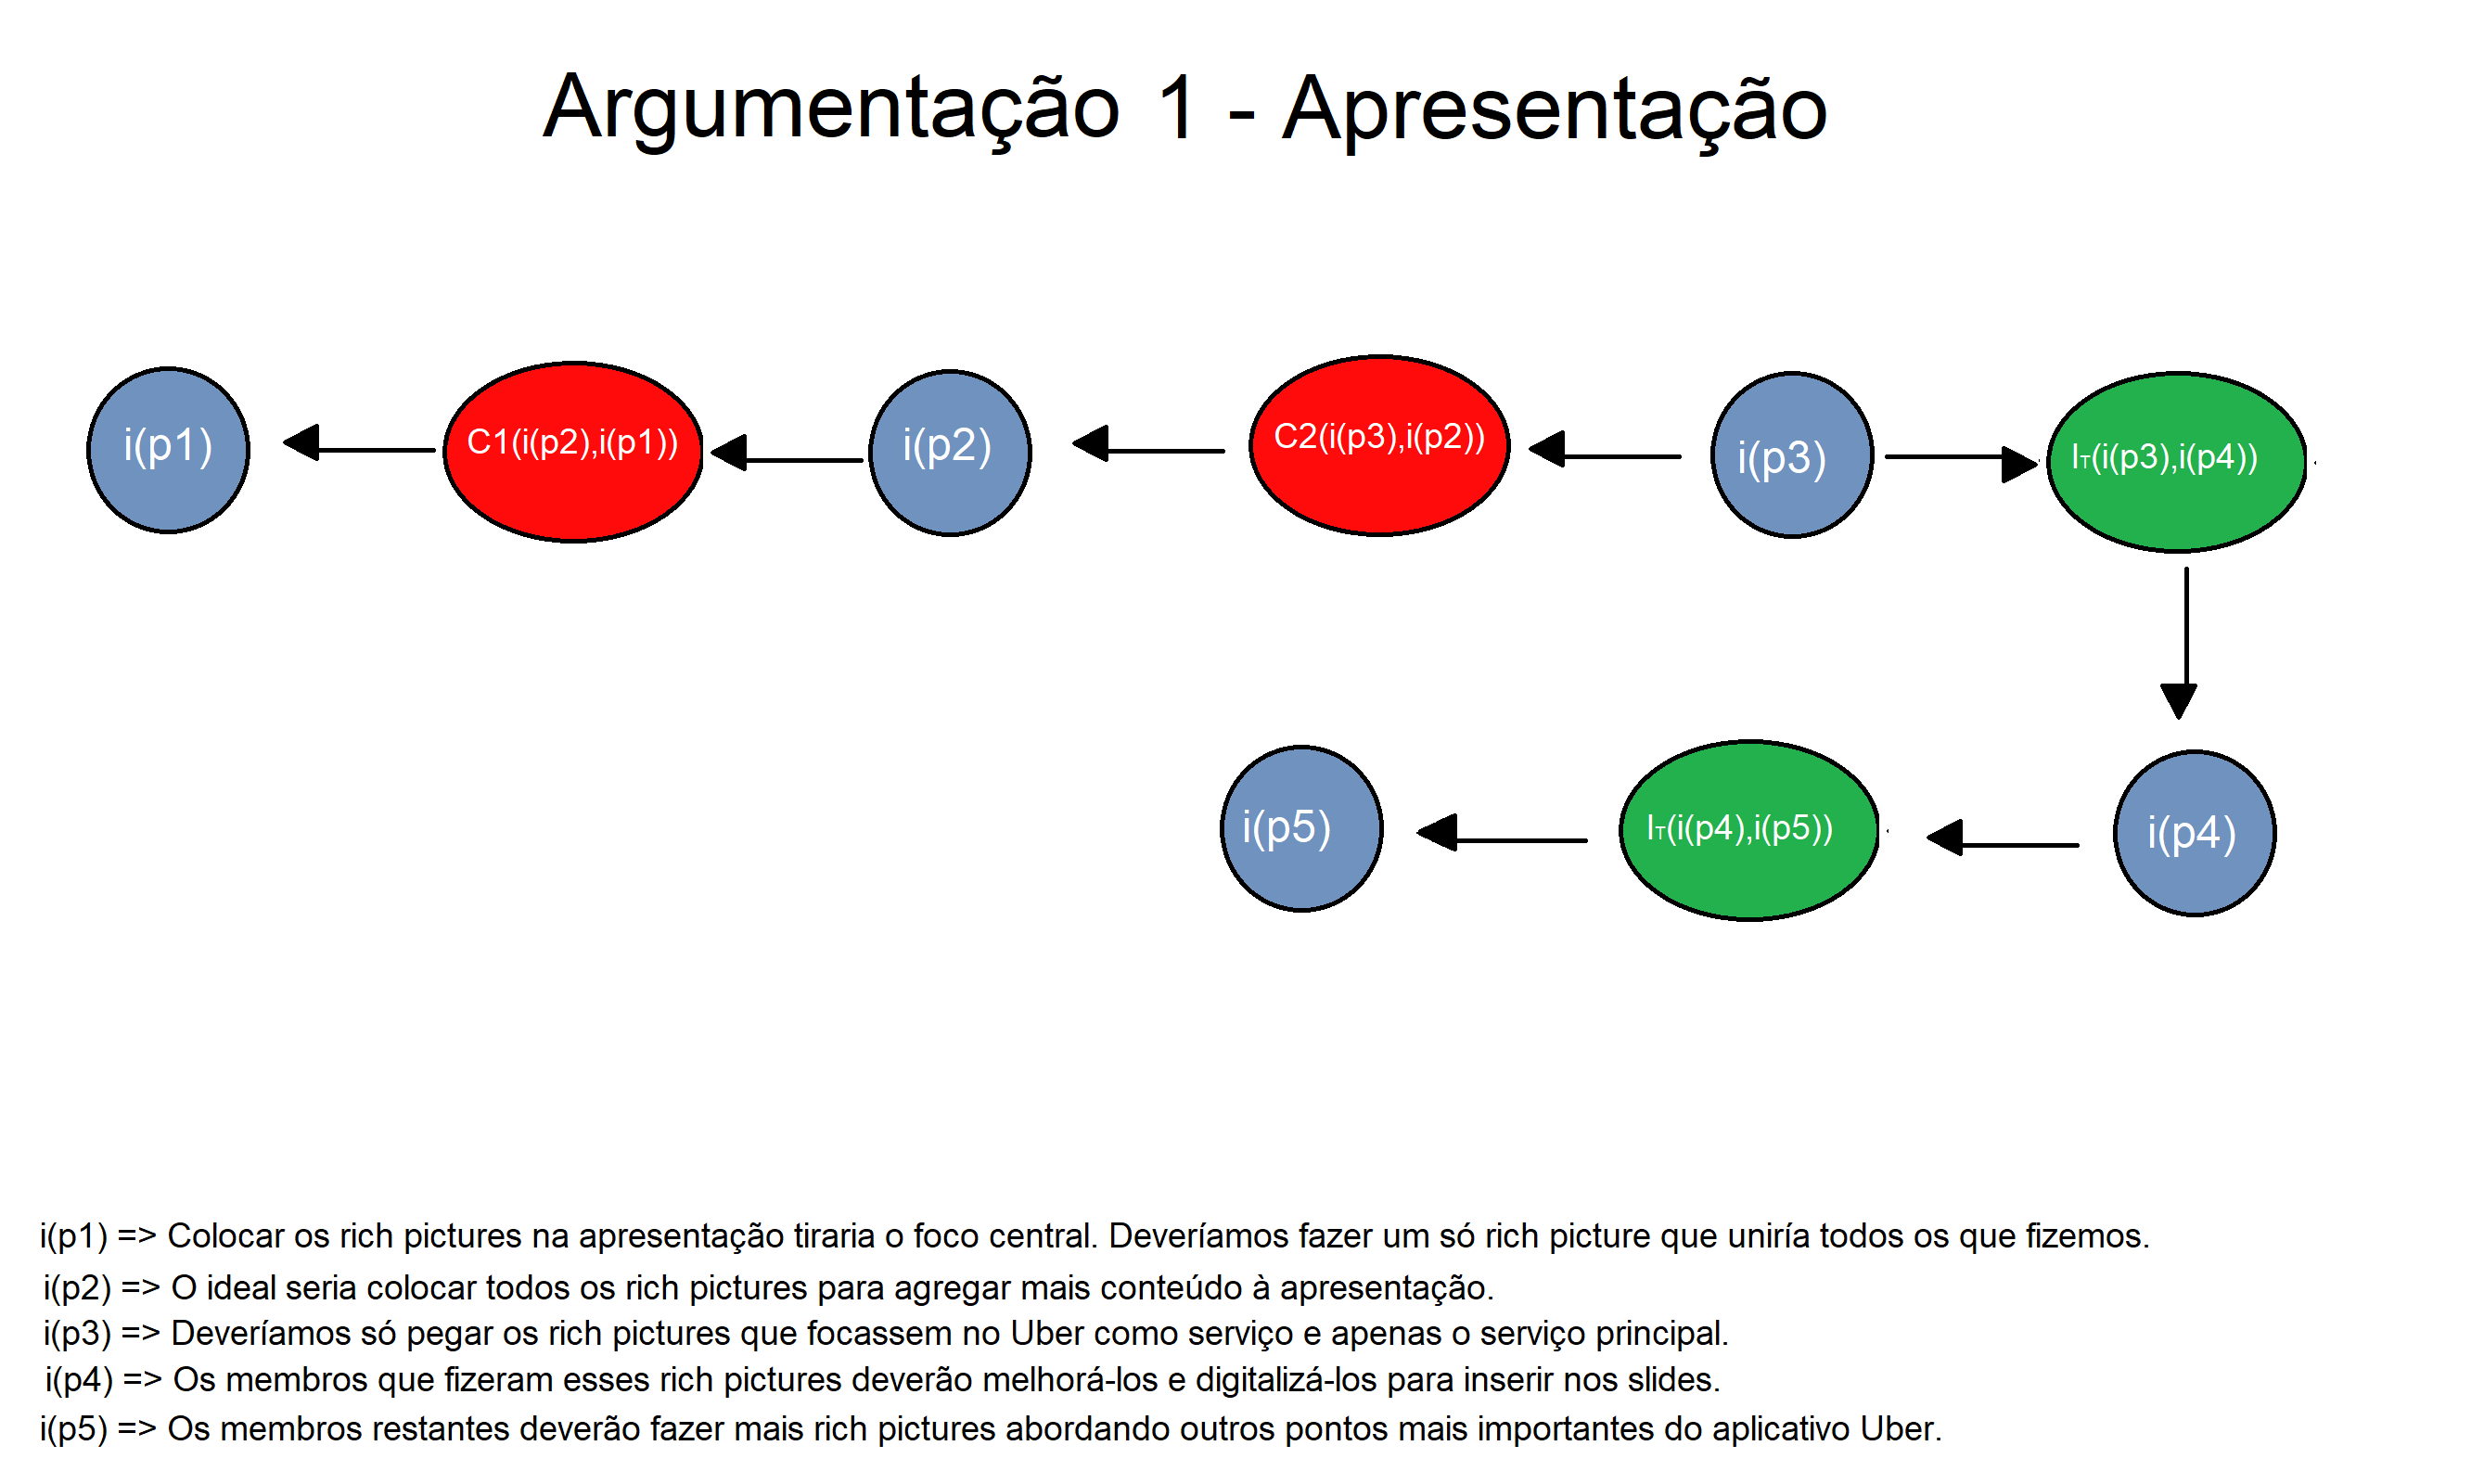 Argumentação 1 - Apresentação
i(p1)
C1(i(p2),i(p1))
i(p2)
C2(i(p3),i(p2))
i(p3)
IT(i(p3),i(p4))
i(p5)
IT(i(p4),i(p5))
i(p4)
i(p1) => Colocar os rich pictures na apresentação tiraria o foco central. Deveríamos fazer um só rich picture que uniría todos os que fizemos.
i(p2) => O ideal seria colocar todos os rich pictures para agregar mais conteúdo à apresentação.
i(p3) => Deveríamos só pegar os rich pictures que focassem no Uber como serviço e apenas o serviço principal.
i(p4) => Os membros que fizeram esses rich pictures deverão melhorá-los e digitalizá-los para inserir nos slides.
i(p5) => Os membros restantes deverão fazer mais rich pictures abordando outros pontos mais importantes do aplicativo Uber.